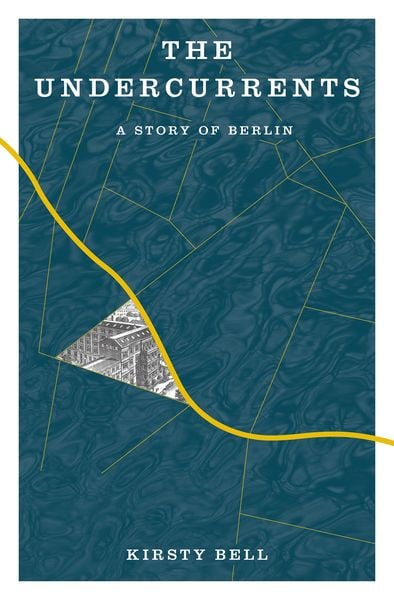 THE
UNDERCURRENTS
A STORY OF BERLIN
KIRSTY BELL